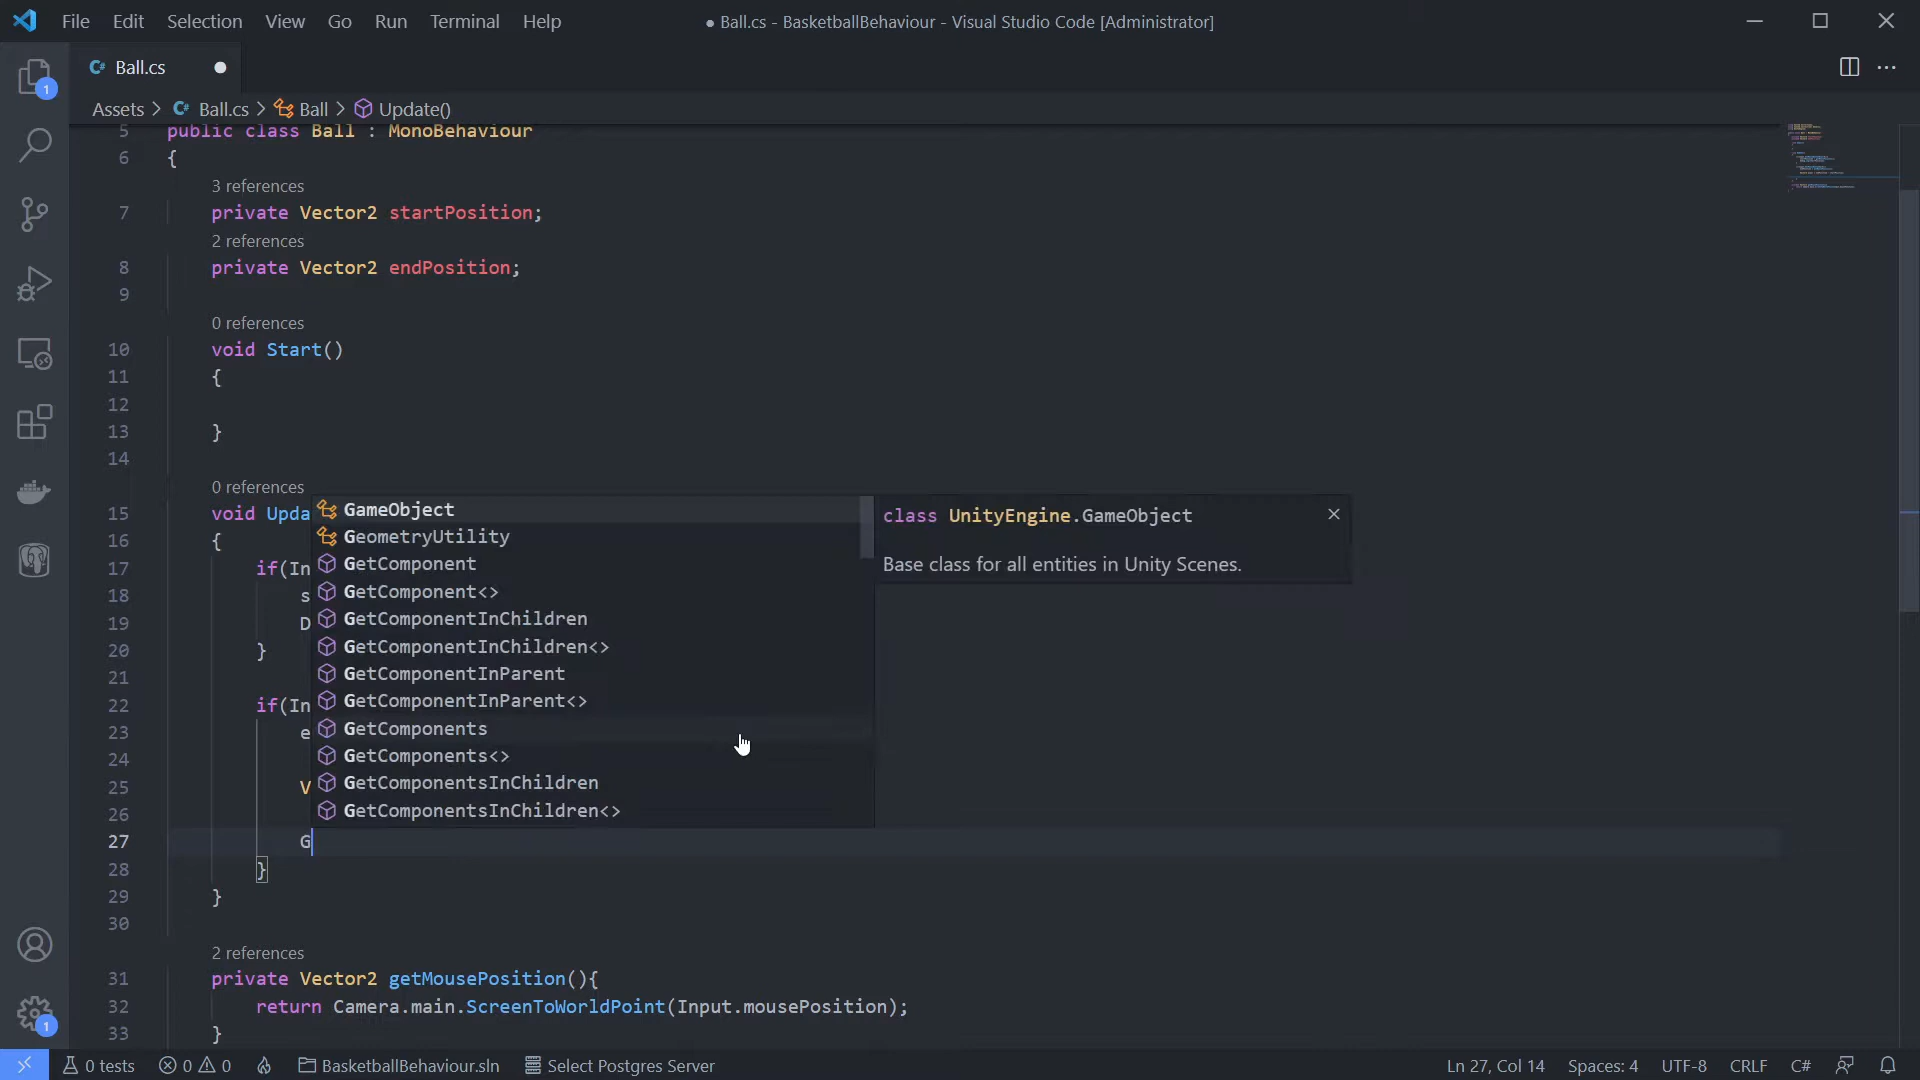 File Edit Selection View Go Run Terminal Help ● Ball.cs - BasketballBehaviour - Visual Studio Code [Administrator]
C# Ball.cs
Assets > C# Ball.cs > Ball > Update()
5 public class Ball : MonoBehaviour
6 {
3 references
7 private Vector2 startPosition;
2 references
8 private Vector2 endPosition;
9
0 references
10 void Start()
11 {
12
13 }
14
0 references
15 void Upda
16 {
17 if(In
18 s
19 D
20 }
21
22 if(In
23 e
24
25 V
26
27 G
28 }
29 }
30
GameObject
GeometryUtility
GetComponent
GetComponent<>
GetComponentInChildren
GetComponentInChildren<>
GetComponentInParent
GetComponentInParent<>
GetComponents
GetComponents<>
GetComponentsInChildren
GetComponentsInChildren<>
class UnityEngine.GameObject
Base class for all entities in Unity Scenes.
2 references
31 private Vector2 getMousePosition(){
32 return Camera.main.ScreenToWorldPoint(Input.mousePosition);
33 }
1
1
0 tests 0 0 BasketballBehaviour.sln Select Postgres Server Ln 27, Col 14 Spaces: 4 UTF-8 CRLF C#